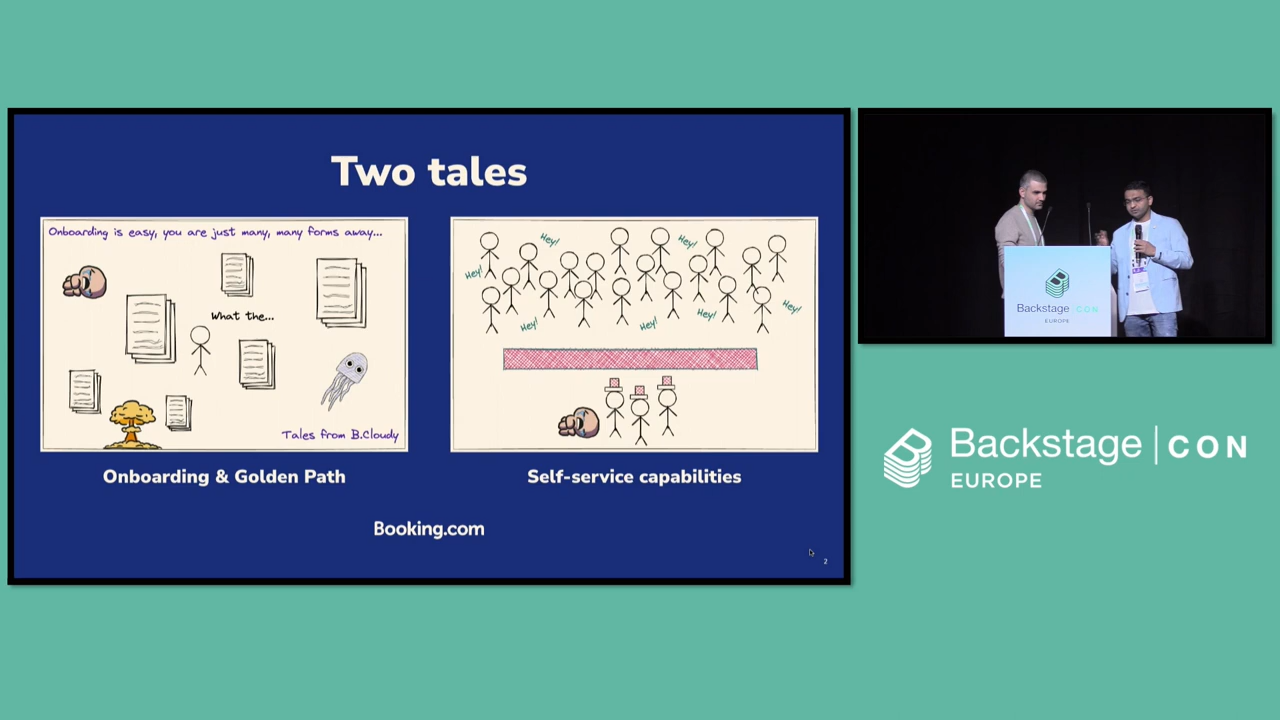 Two tales
Onboarding is easy, you are just many, many forms away...
What the...
Tales from B.Cloudy
Onboarding & Golden Path
Hey!
Hey!
Hey!
Hey!
Hey!
Hey!
Hey!
Self-service capabilities
Booking.com
2
Backstage CON
EUROPE
Backstage | CON
EUROPE